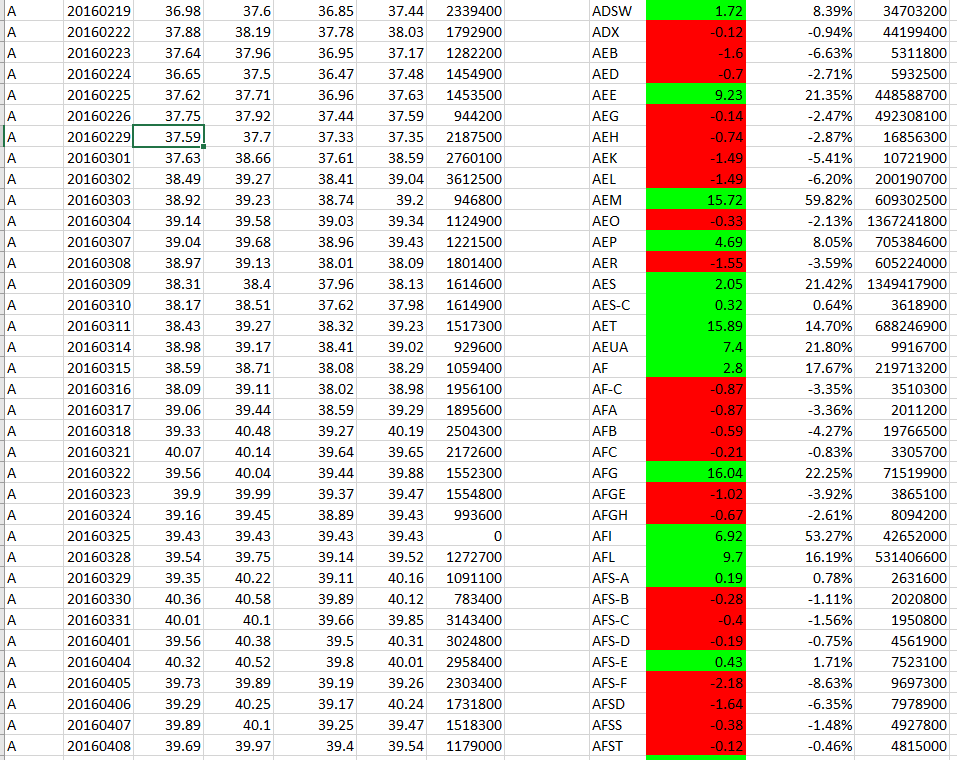 A 20160219 36.98 37.6 36.85 37.44 2339400 ADSW 1.72 8.39% 34703200
A 20160222 37.88 38.19 37.78 38.03 1792900 ADX -0.12 -0.94% 44199400
A 20160223 37.64 37.96 36.95 37.17 1282200 AEB -1.6 -6.63% 5311800
A 20160224 36.65 37.5 36.47 37.48 1454900 AED -0.7 -2.71% 5932500
A 20160225 37.62 37.71 36.96 37.63 1453500 AEE 9.23 21.35% 448588700
A 20160226 37.75 37.92 37.44 37.59 944200 AEG -0.14 -2.47% 492308100
A 20160229 37.59 37.7 37.33 37.35 2187500 AEH -0.74 -2.87% 16856300
A 20160301 37.63 38.66 37.61 38.59 2760100 AEK -1.49 -5.41% 10721900
A 20160302 38.49 39.27 38.41 39.04 3612500 AEL -1.49 -6.20% 200190700
A 20160303 38.92 39.23 38.74 39.2 946800 AEM 15.72 59.82% 609302500
A 20160304 39.14 39.58 39.03 39.34 1124900 AEO -0.33 -2.13% 1367241800
A 20160307 39.04 39.68 38.96 39.43 1221500 AEP 4.69 8.05% 705384600
A 20160308 38.97 39.13 38.01 38.09 1801400 AER -1.55 -3.59% 605224000
A 20160309 38.31 38.4 37.96 38.13 1614600 AES 2.05 21.42% 1349417900
A 20160310 38.17 38.51 37.62 37.98 1614900 AES-C 0.32 0.64% 3618900
A 20160311 38.43 39.27 38.32 39.23 1517300 AET 15.89 14.70% 688246900
A 20160314 38.98 39.17 38.41 39.02 929600 AEUA 7.4 21.80% 9916700
A 20160315 38.59 38.71 38.08 38.29 1059400 AF 2.8 17.67% 219713200
A 20160316 38.09 39.11 38.02 38.98 1956100 AF-C -0.87 -3.35% 3510300
A 20160317 39.06 39.44 38.59 39.29 1895600 AFA -0.87 -3.36% 2011200
A 20160318 39.33 40.48 39.27 40.19 2504300 AFB -0.59 -4.27% 19766500
A 20160321 40.07 40.14 39.64 39.65 2172600 AFC -0.21 -0.83% 3305700
A 20160322 39.56 40.04 39.44 39.88 1552300 AFG 16.04 22.25% 71519900
A 20160323 39.9 39.99 39.37 39.47 1554800 AFGE -1.02 -3.92% 3865100
A 20160324 39.16 39.45 38.89 39.43 993600 AFGH -0.67 -2.61% 8094200
A 20160325 39.43 39.43 39.43 39.43 0 AFI 6.92 53.27% 42652000
A 20160328 39.54 39.75 39.14 39.52 1272700 AFL 9.7 16.19% 531406600
A 20160329 39.35 40.22 39.11 40.16 1091100 AFS-A 0.19 0.78% 2631600
A 20160330 40.36 40.58 39.89 40.12 783400 AFS-B -0.28 -1.11% 2020800
A 20160331 40.01 40.1 39.66 39.85 3143400 AFS-C -0.4 -1.56% 1950800
A 20160401 39.56 40.38 39.5 40.31 3024800 AFS-D -0.19 -0.75% 4561900
A 20160404 40.32 40.52 39.8 40.01 2958400 AFS-E 0.43 1.71% 7523100
A 20160405 39.73 39.89 39.19 39.26 2303400 AFS-F -2.18 -8.63% 9697300
A 20160406 39.29 40.25 39.17 40.24 1731800 AFSD -1.64 -6.35% 7978900
A 20160407 39.89 40.1 39.25 39.47 1518300 AFSS -0.38 -1.48% 4927800
A 20160408 39.69 39.97 39.4 39.54 1179000 AFST -0.12 -0.46% 4815000